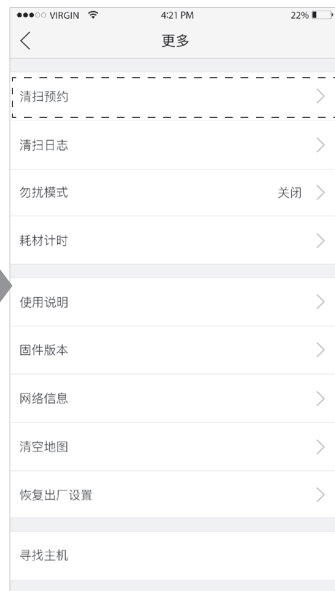 VIRGIN 4:21 PM 22%
更多
清扫预约
清扫日志
勿扰模式 关闭
耗材计时
使用说明
固件版本
网络信息
清空地图
恢复出厂设置
寻找主机